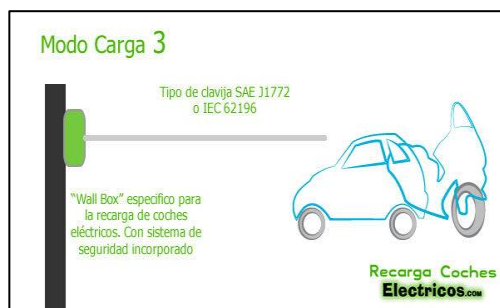 Modo Carga 3
Tipo de clavija SAE J1772
o IEC 62196
“Wall Box” especifico para
la recarga de coches
eléctricos. Con sistema de
seguridad incorporado
Recarga Coches
Electricos.com